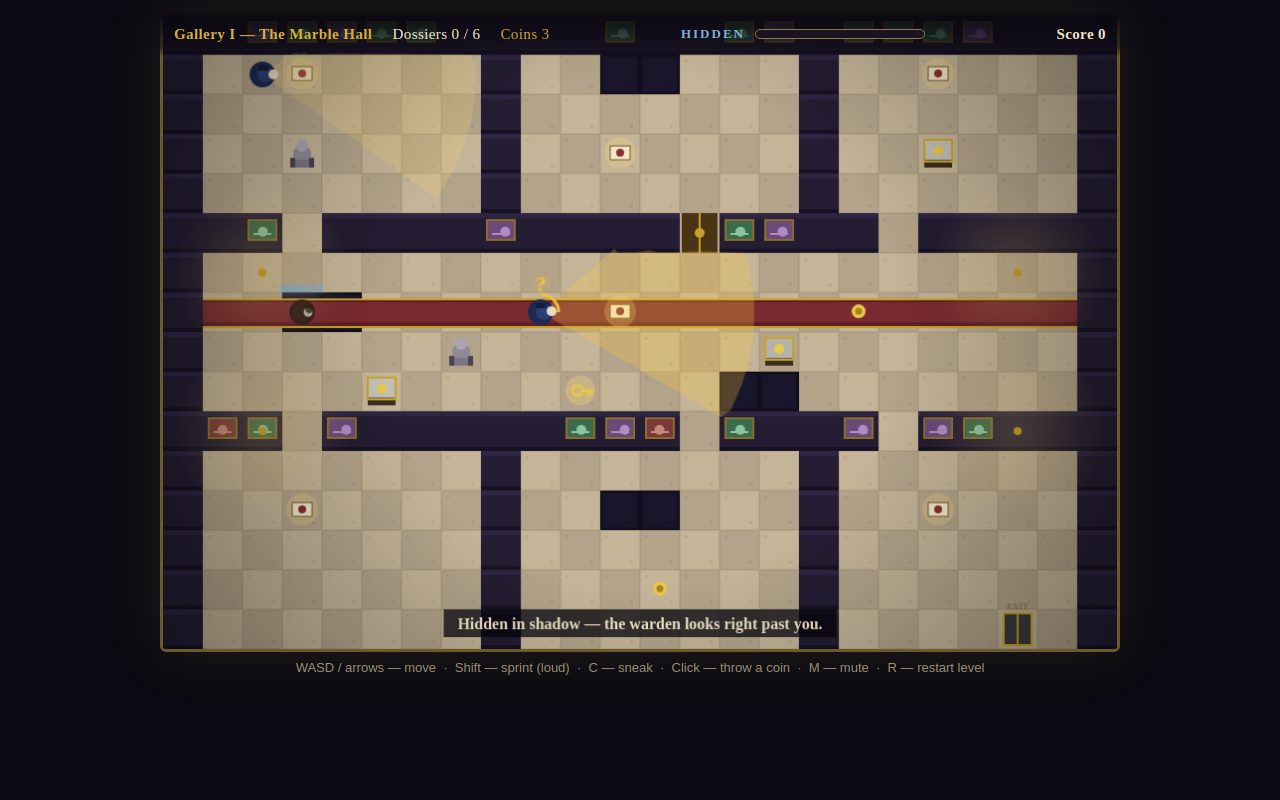 Gallery I — The Marble Hall Dossiers 0 / 6 Coins 3 HIDDEN Score 0
?
EXIT
Hidden in shadow — the warden looks right past you.
WASD / arrows — move · Shift — sprint (loud) · C — sneak · Click — throw a coin · M — mute · R — restart level